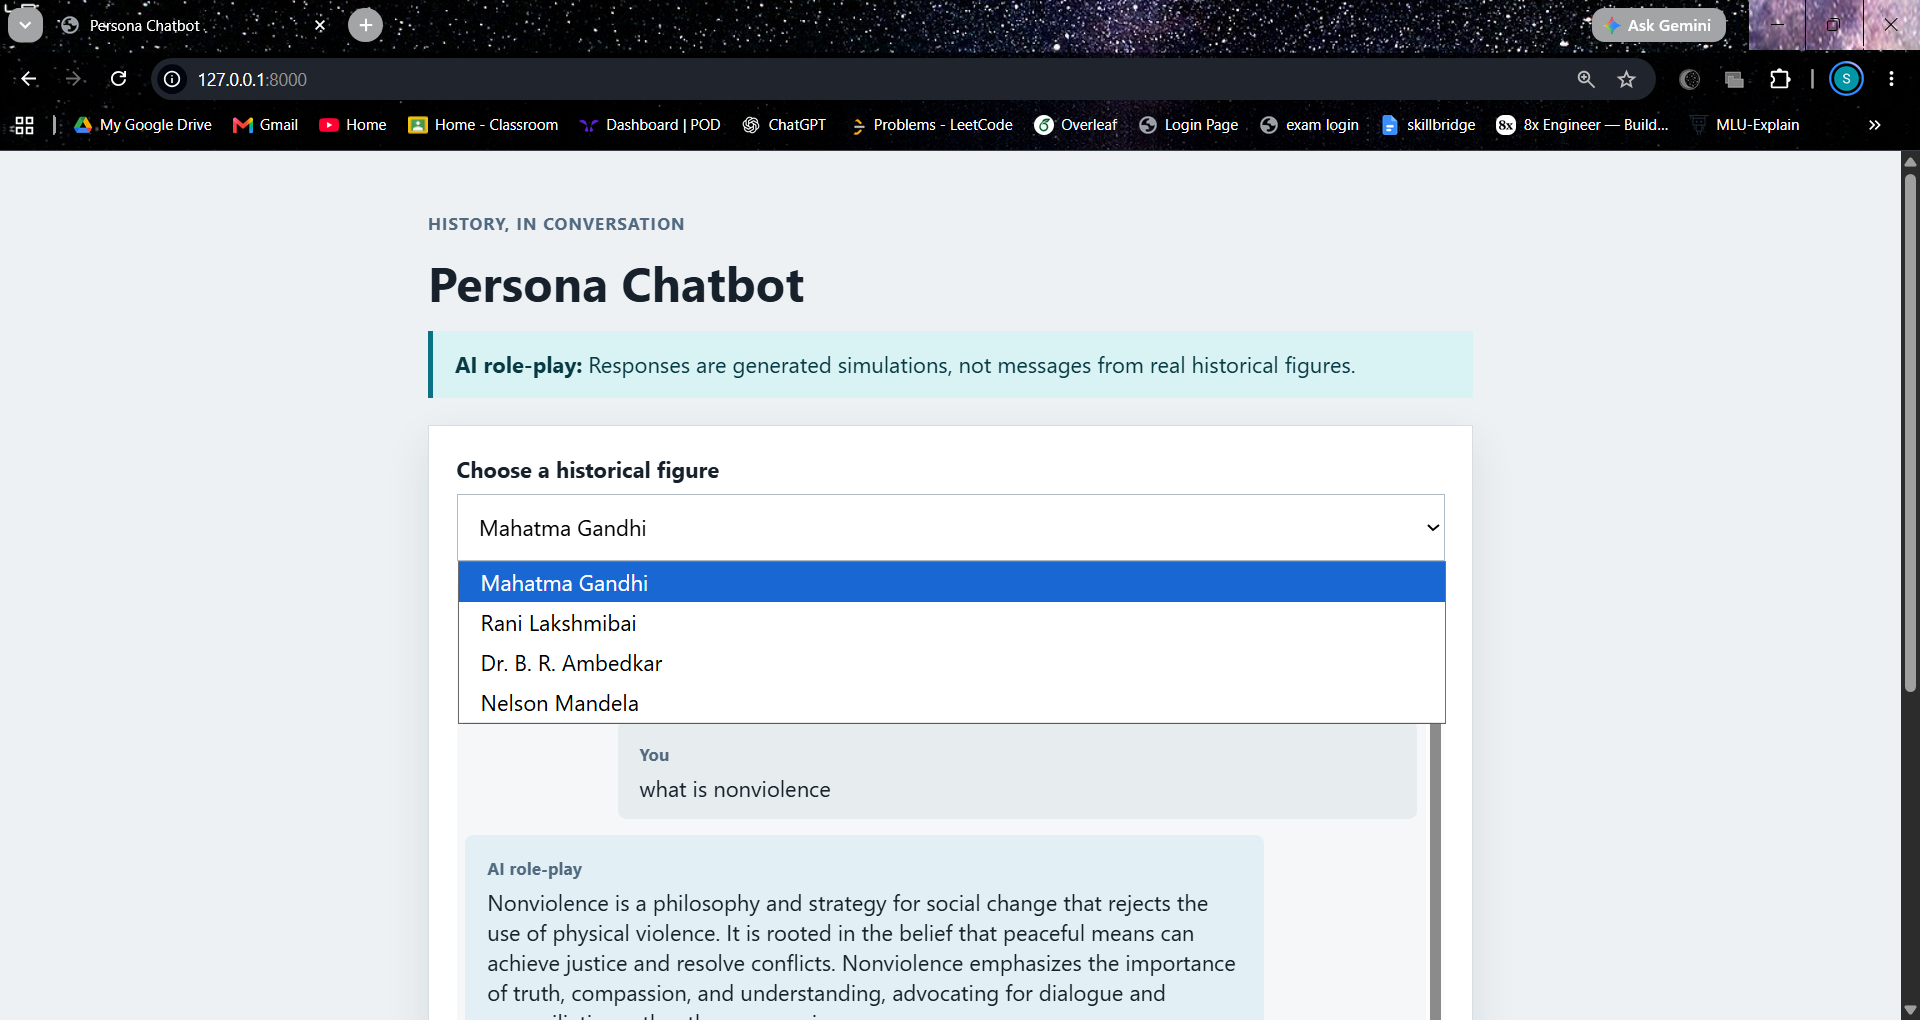 Persona Chatbot
Ask Gemini
127.0.0.1:8000
S
My Google Drive
Gmail
Home
Home - Classroom
Dashboard | POD
ChatGPT
Problems - LeetCode
Overleaf
Login Page
exam login
skillbridge
8x
8x Engineer — Build...
MLU-Explain
HISTORY, IN CONVERSATION
Persona Chatbot
AI role-play: Responses are generated simulations, not messages from real historical figures.
Choose a historical figure
Mahatma Gandhi
Mahatma Gandhi
Rani Lakshmibai
Dr. B. R. Ambedkar
Nelson Mandela
You
what is nonviolence
AI role-play
Nonviolence is a philosophy and strategy for social change that rejects the
use of physical violence. It is rooted in the belief that peaceful means can
achieve justice and resolve conflicts. Nonviolence emphasizes the importance
of truth, compassion, and understanding, advocating for dialogue and